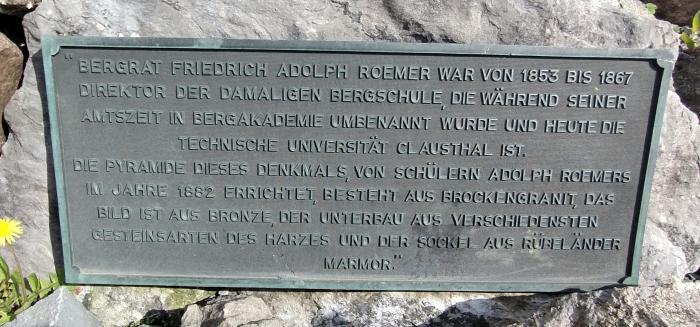 "BERGRAT FRIEDRICH ADOLPH ROEMER WAR VON 1853 BIS 1867
DIREKTOR DER DAMALIGEN BERGSCHULE, DIE WÄHREND SEINER
AMTSZEIT IN BERGAKADEMIE UMBENANNT WURDE UND HEUTE DIE
TECHNISCHE UNIVERSITÄT CLAUSTHAL IST.
DIE PYRAMIDE DIESES DENKMALS, VON SCHÜLERN ADOLPH ROEMERS
IM JAHRE 1882 ERRICHTET, BESTEHT AUS BROCKENGRANIT, DAS
BILD IST AUS BRONZE, DER UNTERBAU AUS VERSCHIEDENSTEN
GESTEINSARTEN DES HARZES UND DER SOCKEL AUS RÜBELÄNDER
MARMOR."